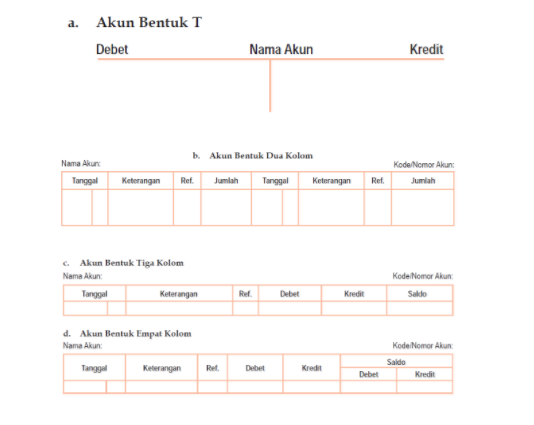 a. Akun Bentuk T
Debet Nama Akun Kredit
b. Akun Bentuk Dua Kolom
Nama Akun: Kode/Nomor Akun:
Tanggal Keterangan Ref. Jumlah Tanggal Keterangan Ref. Jumlah
c. Akun Bentuk Tiga Kolom
Nama Akun: Kode/Nomor Akun:
Tanggal Keterangan Ref. Debet Kredit Saldo
d. Akun Bentuk Empat Kolom
Nama Akun: Kode/Nomor Akun:
Tanggal Keterangan Ref. Debet Kredit Saldo
Debet Kredit